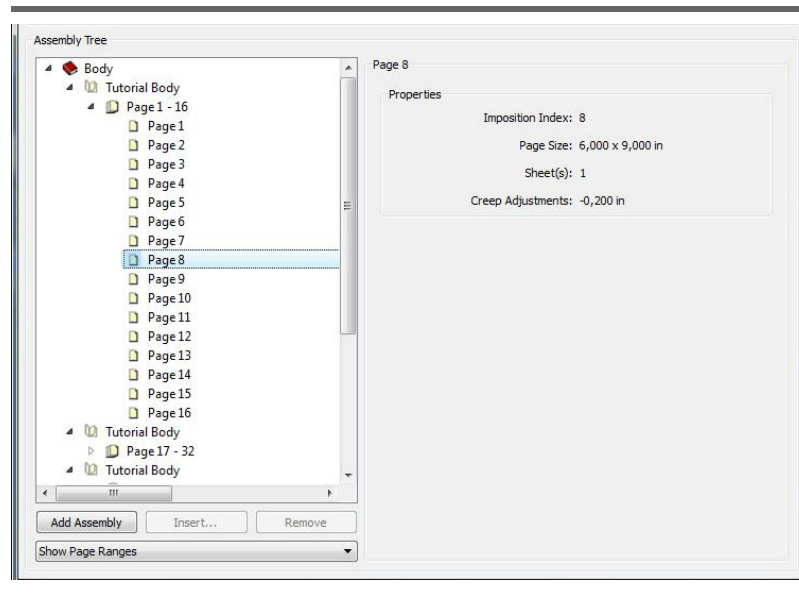 Assembly Tree
Body
Tutorial Body
Page 1 - 16
Page 1
Page 2
Page 3
Page 4
Page 5
Page 6
Page 7
Page 8
Page 9
Page 10
Page 11
Page 12
Page 13
Page 14
Page 15
Page 16
Tutorial Body
Page 17 - 32
Tutorial Body
Add Assembly Insert... Remove
Show Page Ranges
Page 8
Properties
Imposition Index: 8
Page Size: 6,000 x 9,000 in
Sheet(s): 1
Creep Adjustments: -0,200 in